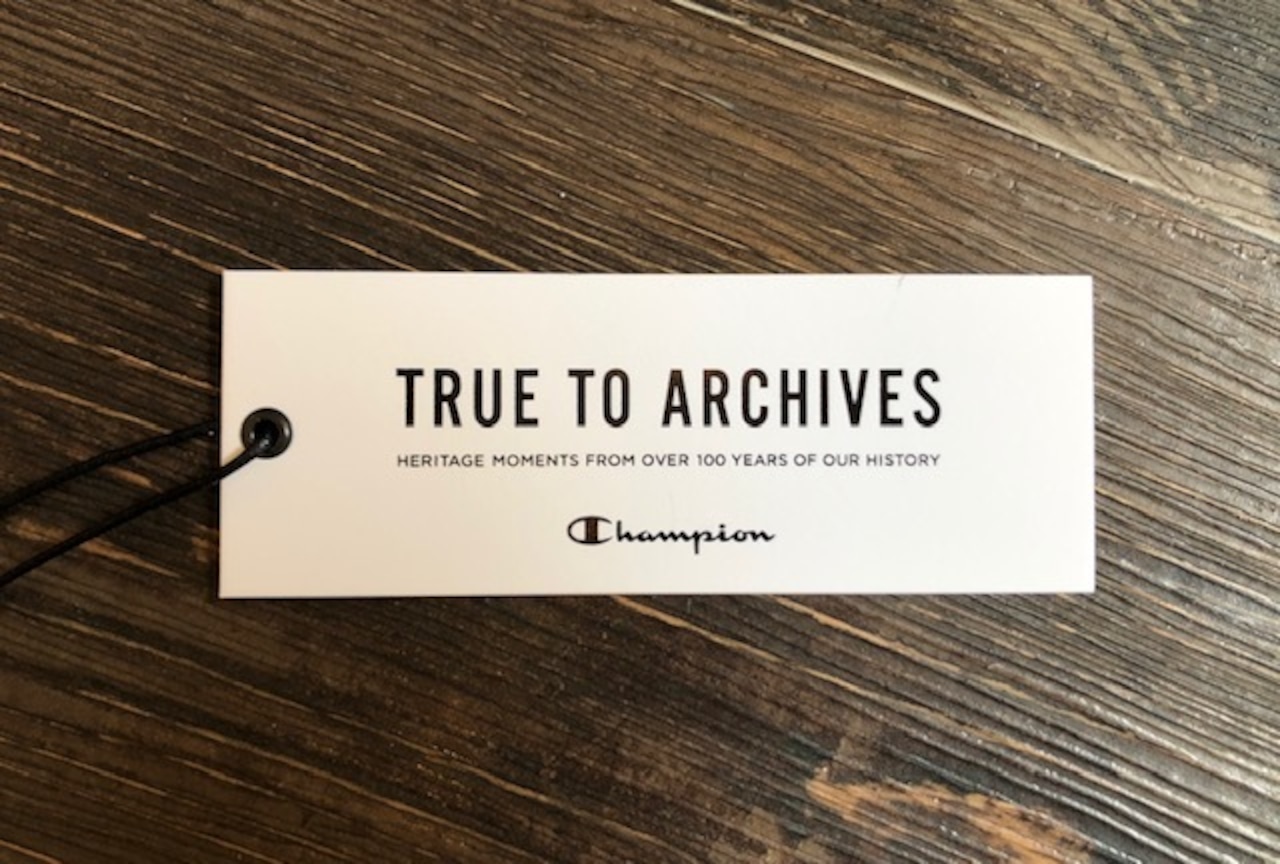 TRUE TO ARCHIVES
HERITAGE MOMENTS FROM OVER 100 YEARS OF OUR HISTORY
Champion